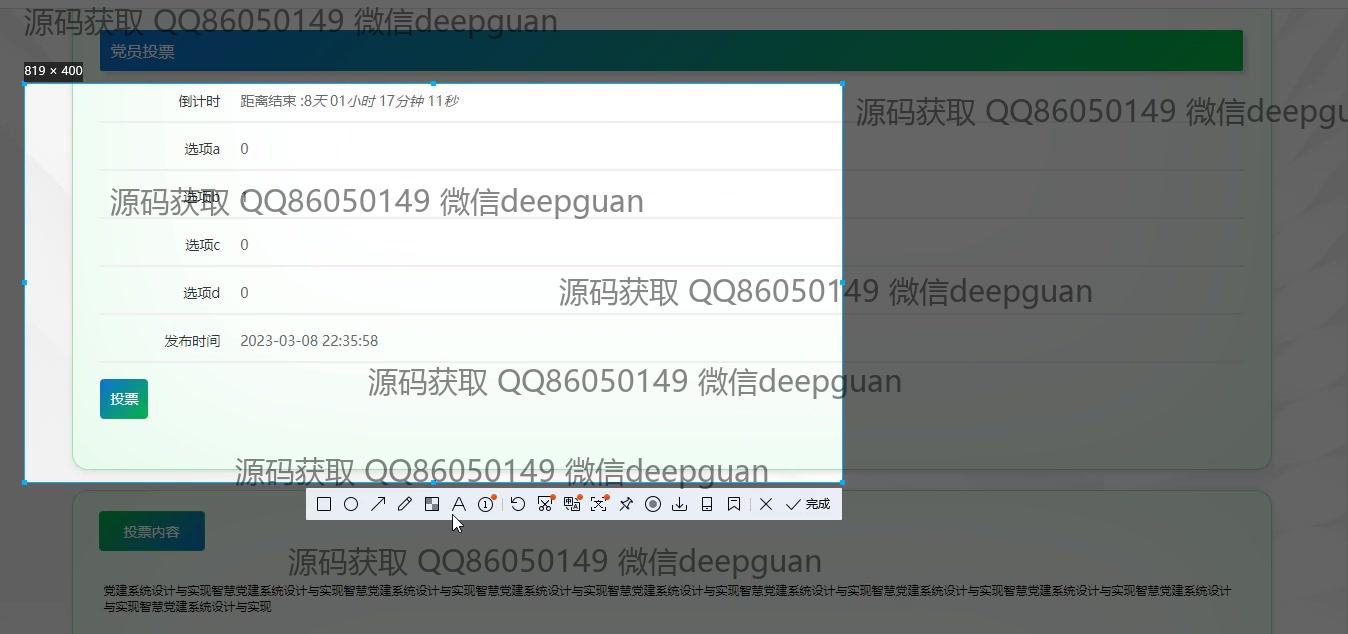 源码获取 QQ86050149 微信deepguan
党员投票
819 × 400
倒计时 距离结束 :8天 01小时 17分钟 11秒
源码获取 QQ86050149 微信deepgu
选项a 0
选项b 1
源码获取 QQ86050149 微信deepguan
选项c 0
选项d 0
源码获取 QQ86050149 微信deepguan
发布时间 2023-03-08 22:35:58
源码获取 QQ86050149 微信deepguan
投票
源码获取 QQ86050149 微信deepguan
完成
投票内容
源码获取 QQ86050149 微信deepguan
党建系统设计与实现智慧党建系统设计与实现智慧党建系统设计与实现智慧党建系统设计与实现智慧党建系统设计与实现智慧党建系统设计与实现智慧党建系统设计与实现智慧党建系统设计与实现智慧党建系统设计
与实现智慧党建系统设计与实现